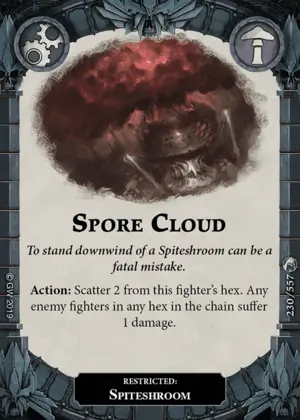 SPORE CLOUD
To stand downwind of a Spiteshroom can be a
fatal mistake.
Action: Scatter 2 from this fighter's hex. Any
enemy fighters in any hex in the chain suffer
1 damage.
© GW 2019
230/557
RESTRICTED:
SPITESHROOM